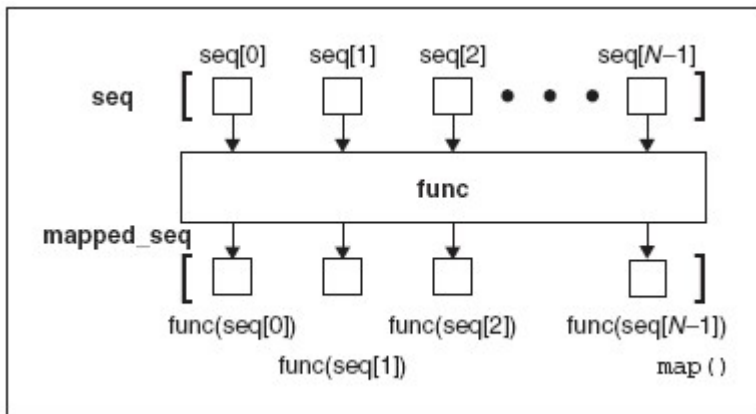 seq[0] seq[1] seq[2] seq[N–1]
seq [ ]
func
mapped_seq
[ ]
func(seq[0]) func(seq[2]) func(seq[N–1])
func(seq[1]) map()